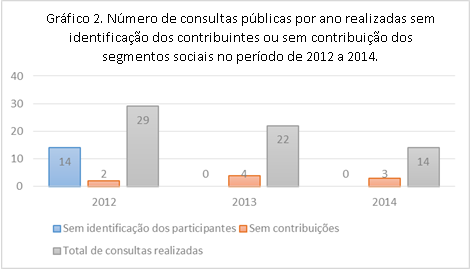 Gráfico 2. Número de consultas públicas por ano realizadas sem
identificação dos contribuintes ou sem contribuição dos
segmentos sociais no período de 2012 a 2014.
40
30
20
10
0
14
2
29
0
4
22
0
3
14
2012
2013
2014
Sem identificação dos participantes
Sem contribuições
Total de consultas realizadas